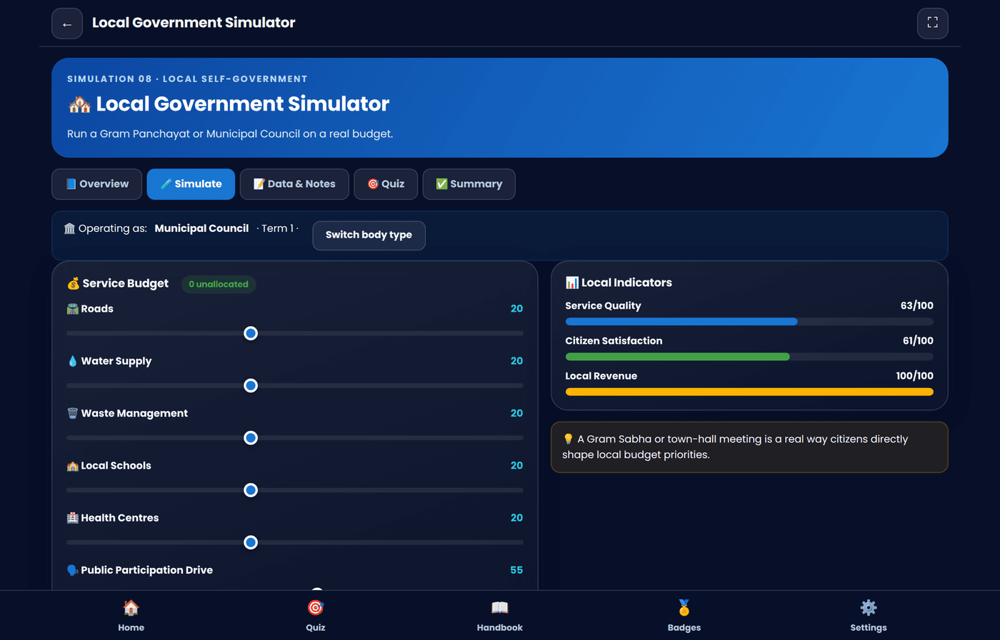 ← Local Government Simulator
SIMULATION 08 · LOCAL SELF-GOVERNMENT
🏘️ Local Government Simulator
Run a Gram Panchayat or Municipal Council on a real budget.
📘 Overview 🧪 Simulate 📝 Data & Notes 🎯 Quiz ✅ Summary
🏛️ Operating as: Municipal Council · Term 1 · Switch body type
💰 Service Budget 0 unallocated
🛣️ Roads 20
💧 Water Supply 20
🗑️ Waste Management 20
🏫 Local Schools 20
🏥 Health Centres 20
🗣️ Public Participation Drive 55
📊 Local Indicators
Service Quality 63/100
Citizen Satisfaction 61/100
Local Revenue 100/100
💡 A Gram Sabha or town-hall meeting is a real way citizens directly
shape local budget priorities.
Home Quiz Handbook Badges Settings